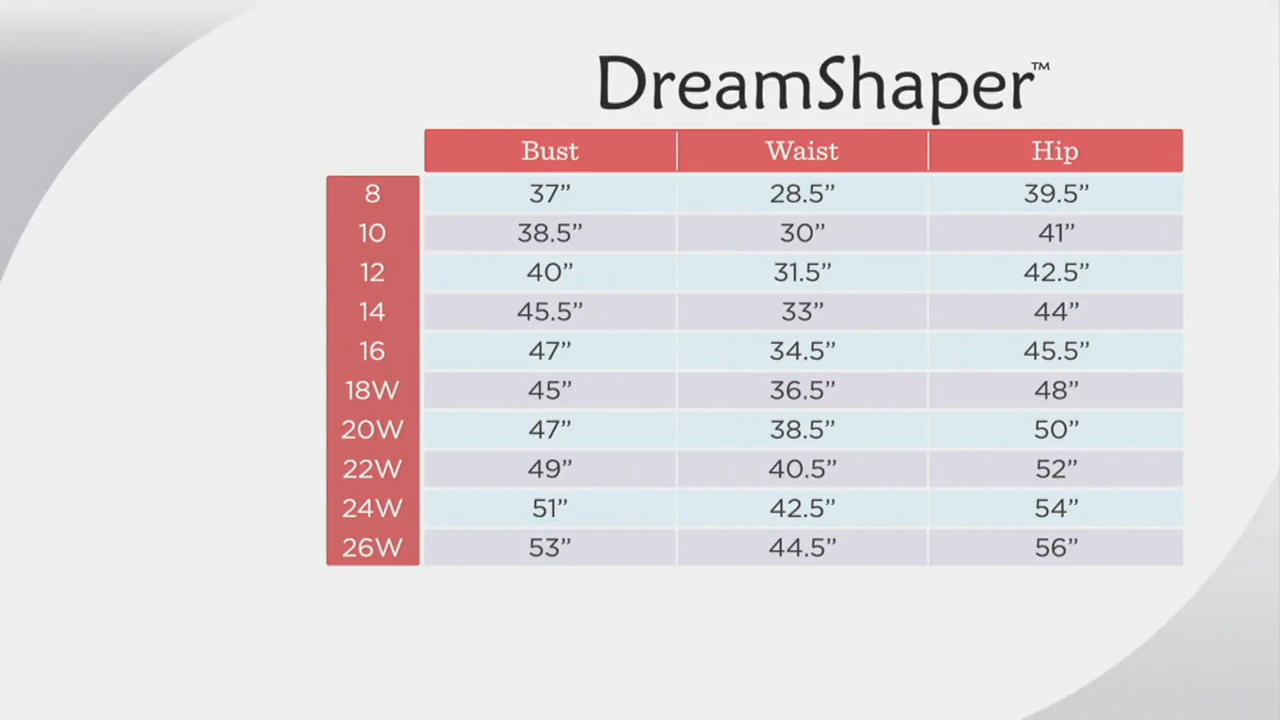 DreamShaper™
Bust Waist Hip
8 37” 28.5” 39.5”
10 38.5” 30” 41”
12 40” 31.5” 42.5”
14 45.5” 33” 44”
16 47” 34.5” 45.5”
18W 45” 36.5” 48”
20W 47” 38.5” 50”
22W 49” 40.5” 52”
24W 51” 42.5” 54”
26W 53” 44.5” 56”